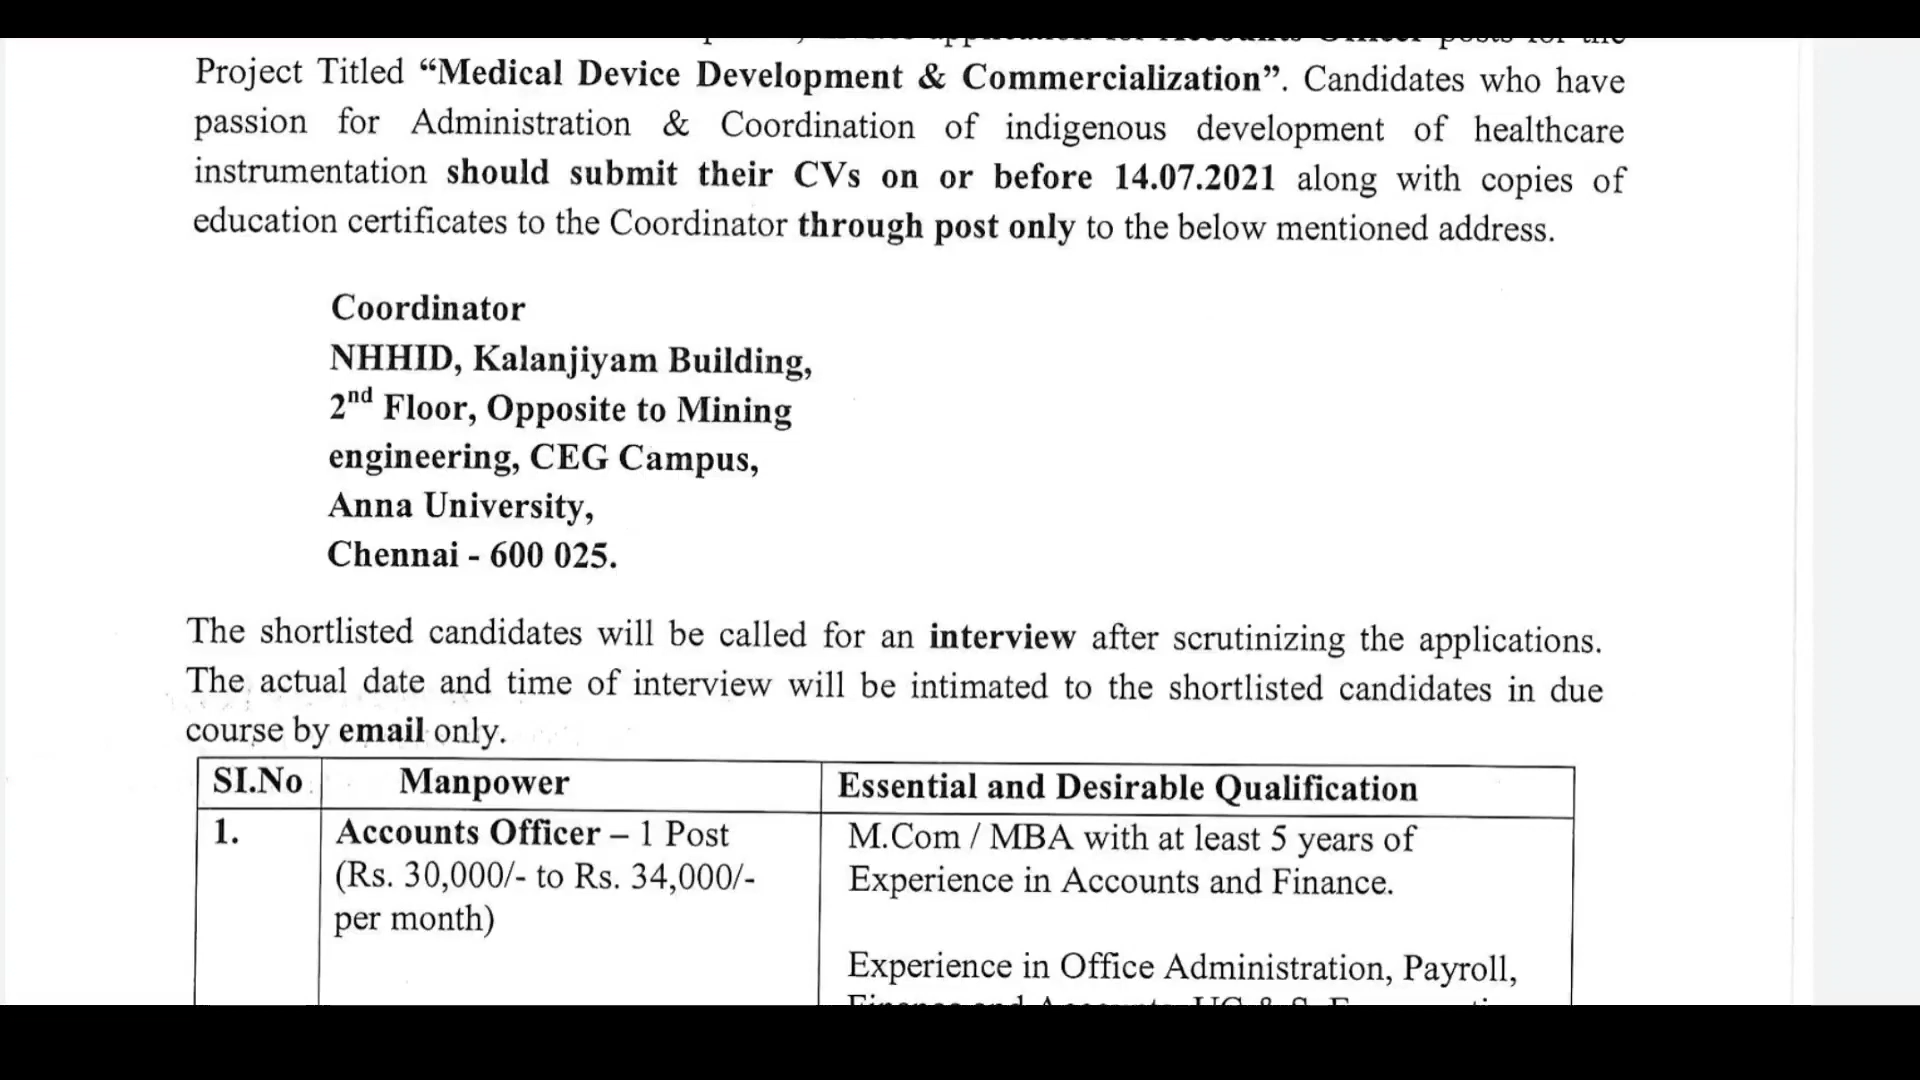 application for Accounts Officer posts for the
Project Titled “Medical Device Development & Commercialization”. Candidates who have
passion for Administration & Coordination of indigenous development of healthcare
instrumentation should submit their CVs on or before 14.07.2021 along with copies of
education certificates to the Coordinator through post only to the below mentioned address.
Coordinator
NHHID, Kalanjiyam Building,
2nd Floor, Opposite to Mining
engineering, CEG Campus,
Anna University,
Chennai - 600 025.
The shortlisted candidates will be called for an interview after scrutinizing the applications.
The actual date and time of interview will be intimated to the shortlisted candidates in due
course by email only.
SI.No Manpower Essential and Desirable Qualification
1. Accounts Officer – 1 Post M.Com / MBA with at least 5 years of
(Rs. 30,000/- to Rs. 34,000/- Experience in Accounts and Finance.
per month)
Experience in Office Administration, Payroll,